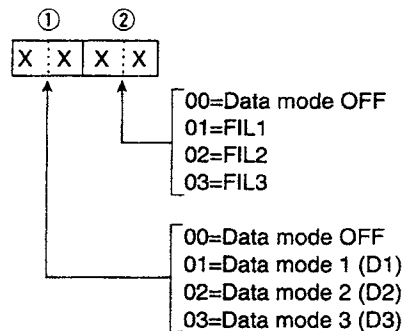 ① ②
X X X X
00=Data mode OFF
01=FIL1
02=FIL2
03=FIL3
00=Data mode OFF
01=Data mode 1 (D1)
02=Data mode 2 (D2)
03=Data mode 3 (D3)